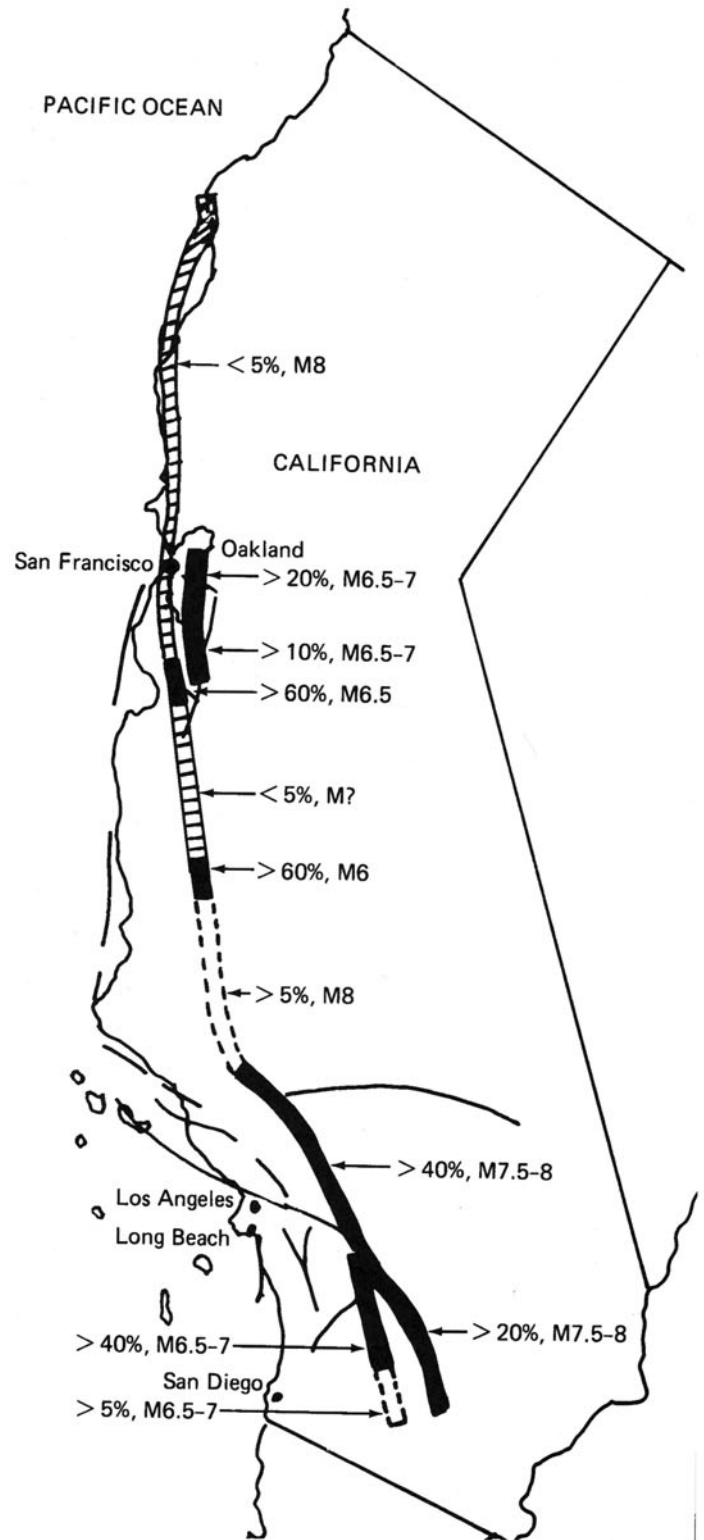 PACIFIC OCEAN
< 5%, M8
CALIFORNIA
Oakland
San Francisco
> 20%, M6.5-7
> 10%, M6.5-7
> 60%, M6.5
< 5%, M?
> 60%, M6
> 5%, M8
> 40%, M7.5-8
Los Angeles
Long Beach
> 20%, M7.5-8
> 40%, M6.5-7
San Diego
> 5%, M6.5-7